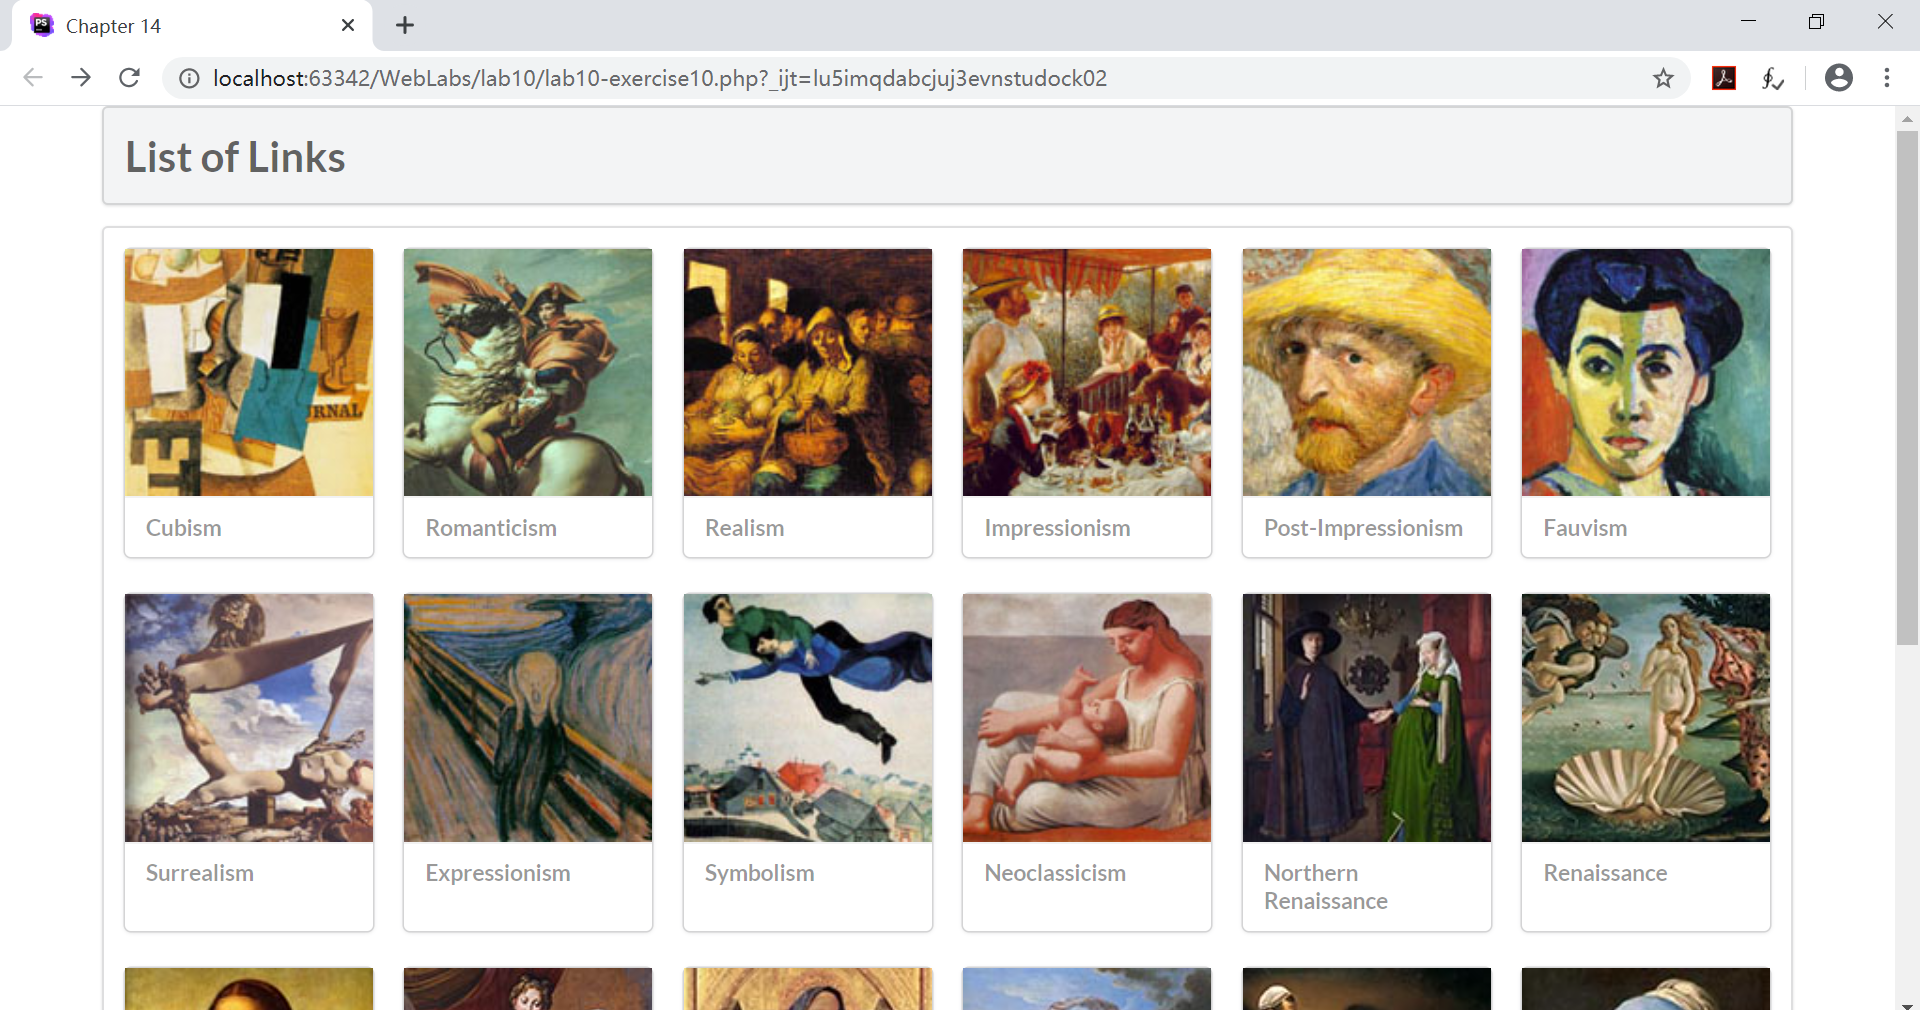 Chapter 14
localhost:63342/WebLabs/lab10/lab10-exercise10.php?_ijt=lu5imqdabcjuj3evnstudock02
List of Links
URNAL
Cubism
Romanticism
Realism
Impressionism
Post-Impressionism
Fauvism
Surrealism
Expressionism
Symbolism
Neoclassicism
Northern
Renaissance
Renaissance